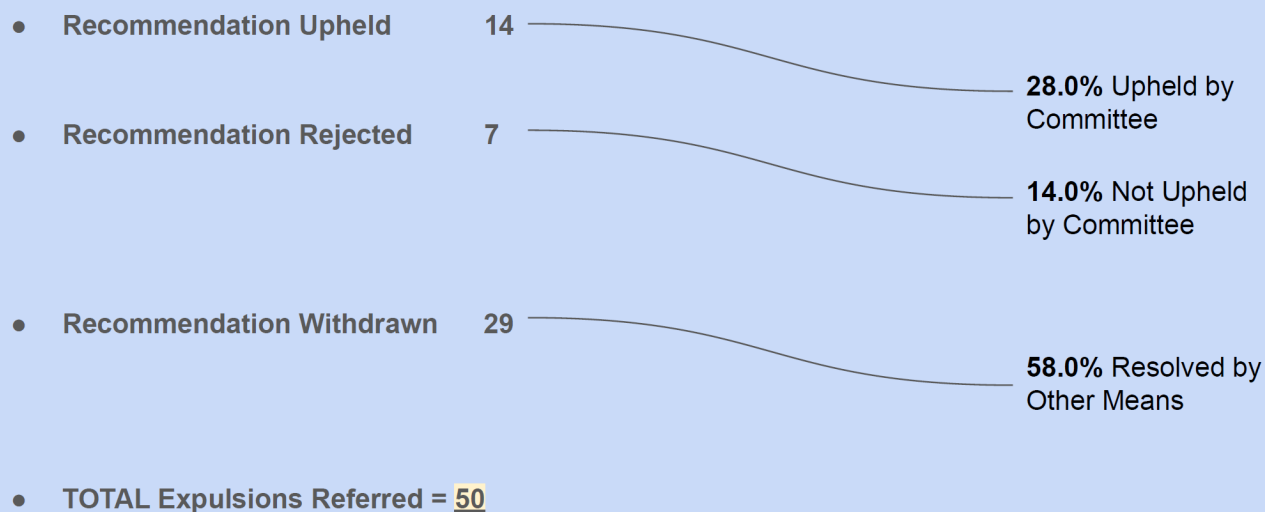 ● Recommendation Upheld 14
28.0% Upheld by
Committee
● Recommendation Rejected 7
14.0% Not Upheld
by Committee
● Recommendation Withdrawn 29
58.0% Resolved by
Other Means
● TOTAL Expulsions Referred = 50